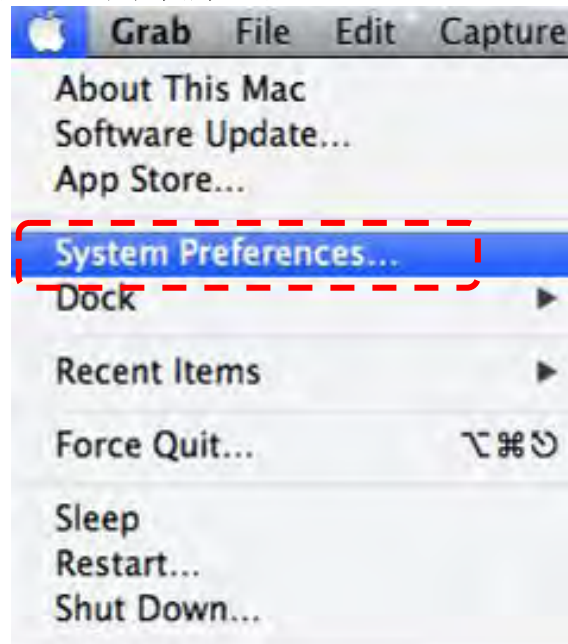 Grab File Edit Capture
About This Mac
Software Update...
App Store...
System Preferences...
Dock ▶
Recent Items ▶
Force Quit... ⌥⌘⎋
Sleep
Restart...
Shut Down...